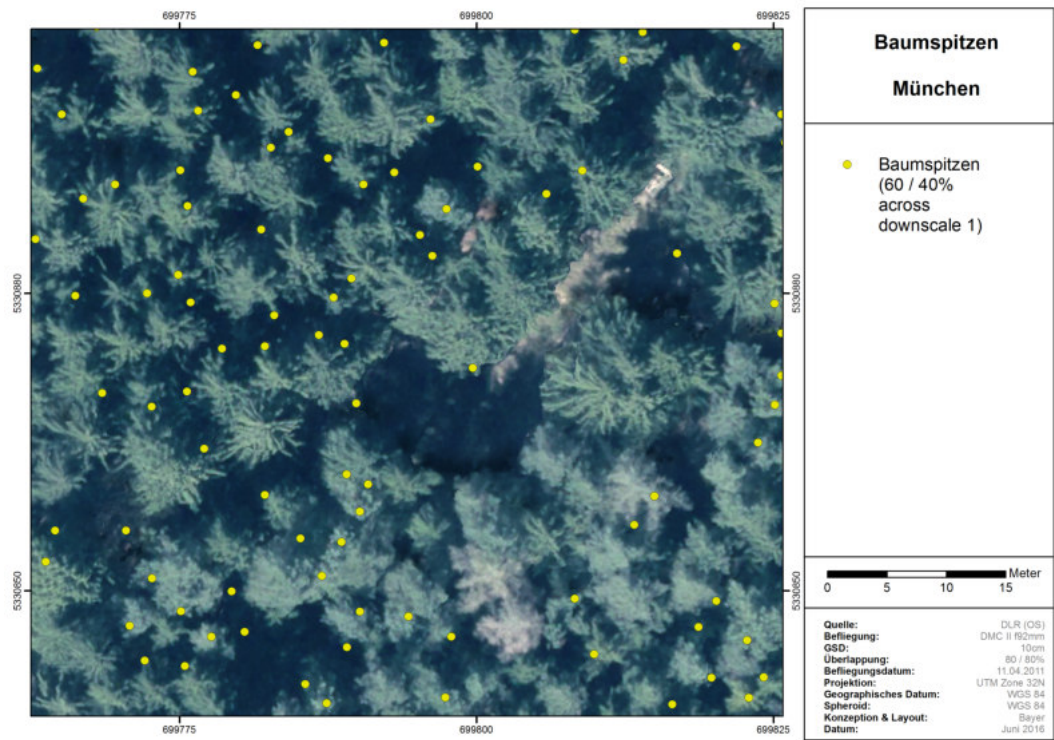 699775
699800
699825
Baumspitzen
München
Baumspitzen
(60 / 40%
across
downscale 1)
5330880
5330880
5330850
5330850
Meter
0 5 10 15
Quelle: DLR (OS)
Befliegung: DMC II f92mm
GSD: 10cm
Überlappung: 80 / 80%
Befliegungsdatum: 11.04.2011
Projektion: UTM Zone 32N
Geographisches Datum: WGS 84
Spheroid: WGS 84
Konzeption & Layout: Bayer
Datum: Juni 2016
699775
699800
699825